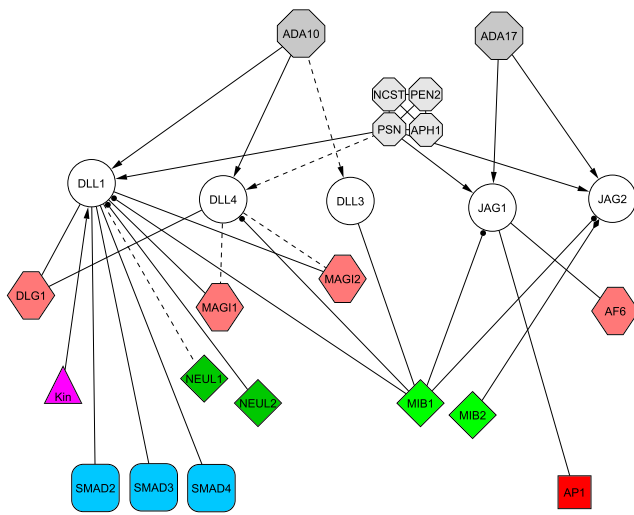 ADA10
ADA17
NCST
PEN2
PSN
APH1
DLL1
DLL4
DLL3
JAG1
JAG2
DLG1
MAGI1
MAGI2
AF6
Kin
NEUL1
NEUL2
MIB1
MIB2
SMAD2
SMAD3
SMAD4
AP1